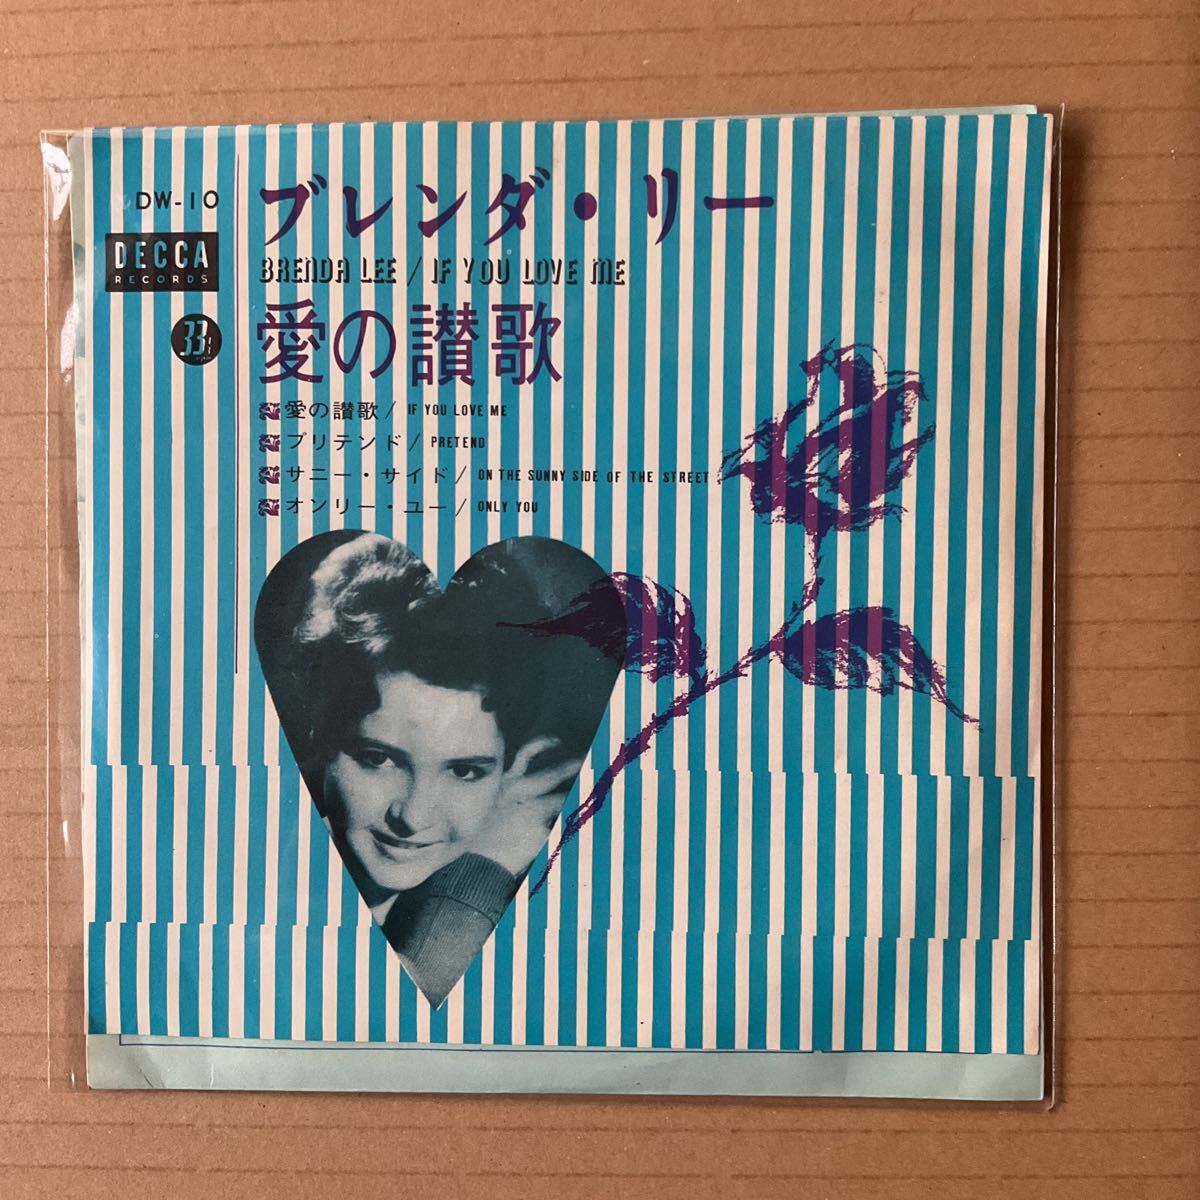 DW-10
DECCA
RECORDS
33⅓
ブレンダ・リー
BRENDA LEE / IF YOU LOVE ME
愛の讃歌
愛の讃歌 / IF YOU LOVE ME
プリテンド / PRETEND
サニー・サイド / ON THE SUNNY SIDE OF THE STREET
オンリー・ユー / ONLY YOU